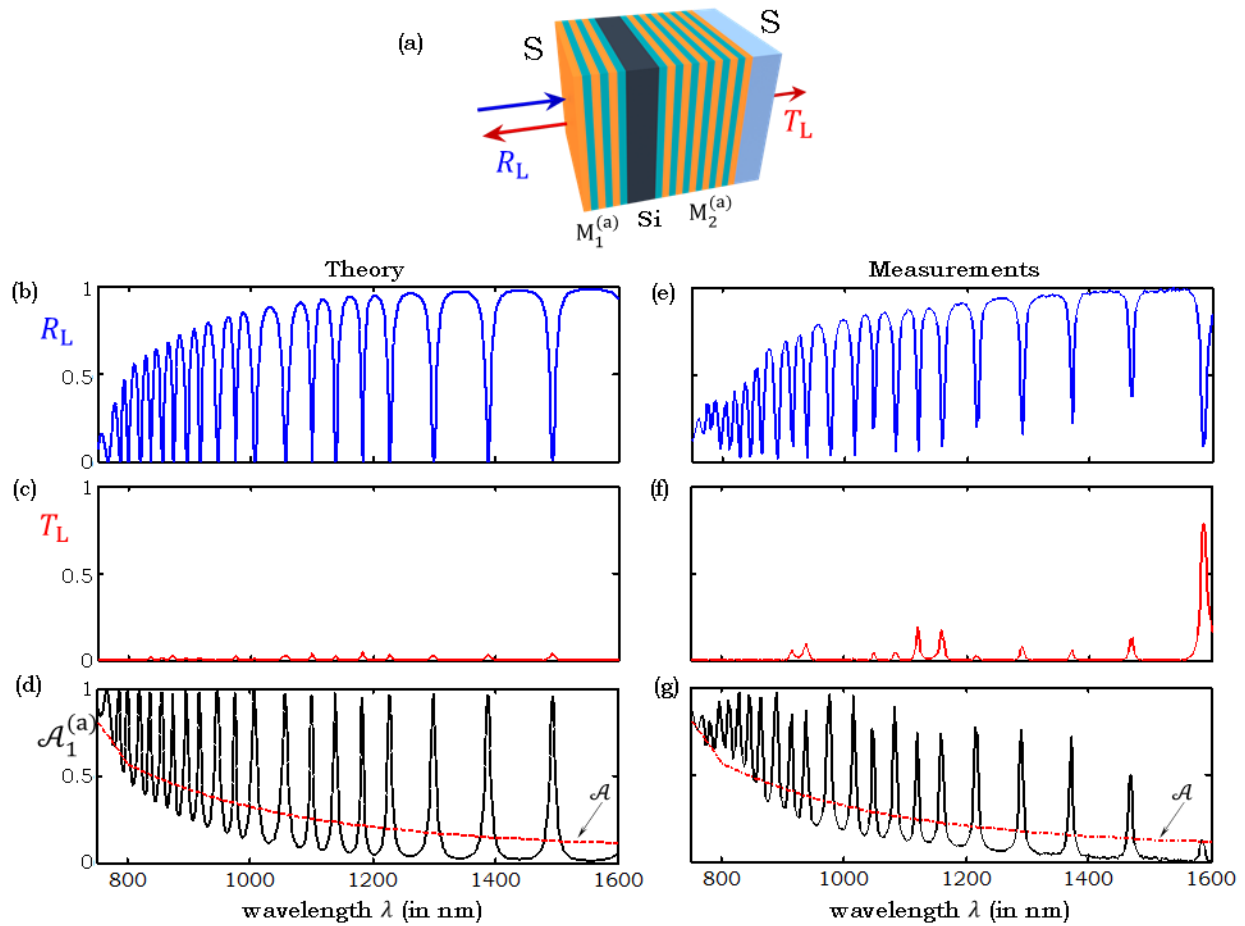 (a)
S
S
R_L
T_L
M_1^(a)
Si
M_2^(a)
Theory
Measurements
(b)
R_L
1
0.5
0
(e)
(c)
T_L
1
0.5
0
(f)
(d)
𝒜_1^(a)
1
0.5
0
𝒜
800
1000
1200
1400
1600
wavelength λ (in nm)
(g)
𝒜
800
1000
1200
1400
1600
wavelength λ (in nm)